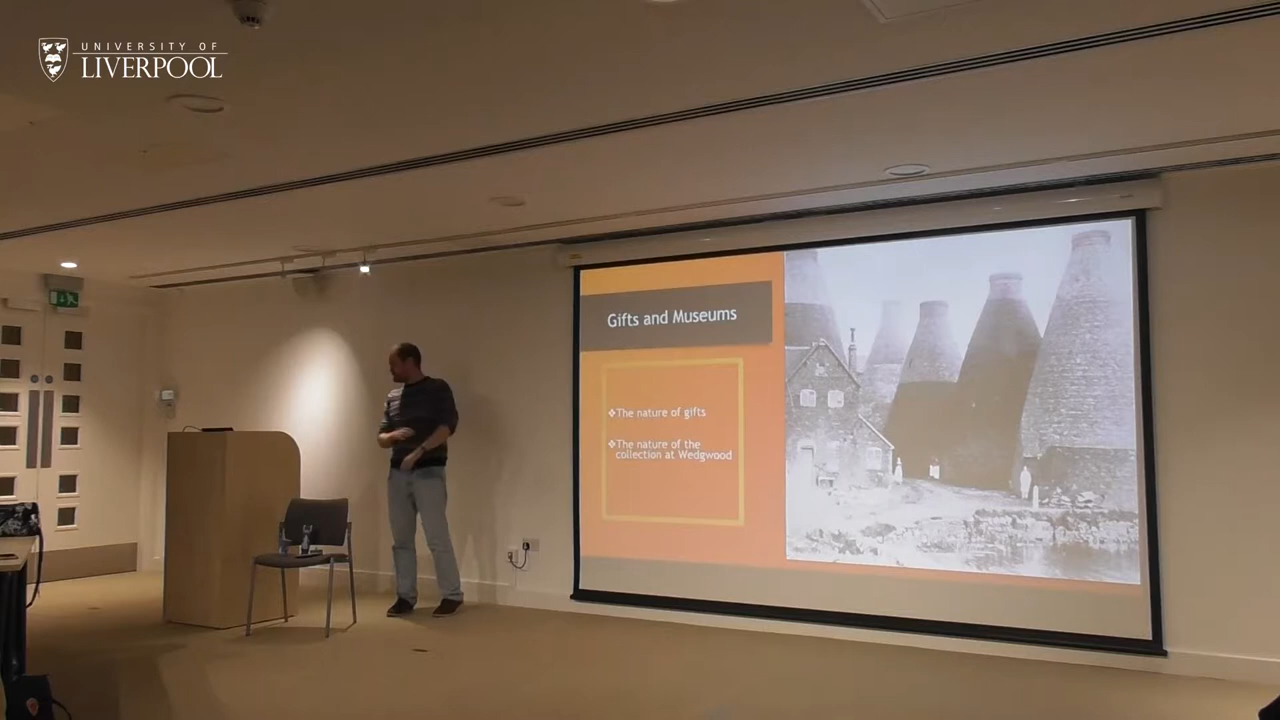 UNIVERSITY OF
LIVERPOOL
Gifts and Museums
❖The nature of gifts
❖The nature of the
collection at Wedgwood